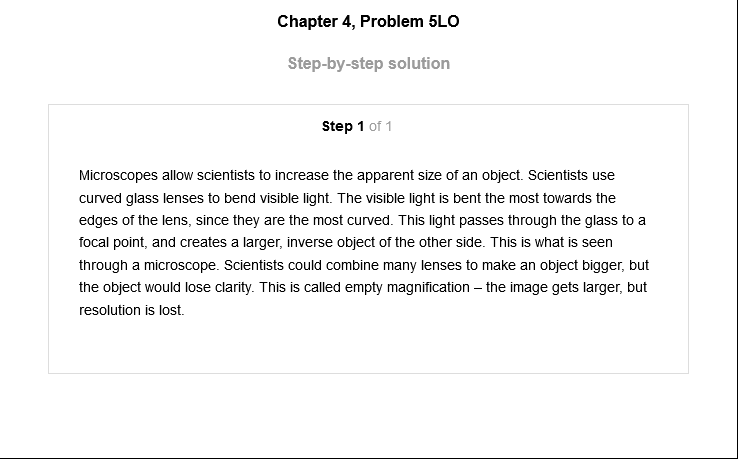 Chapter 4, Problem 5LO
Step-by-step solution
Step 1 of 1
Microscopes allow scientists to increase the apparent size of an object. Scientists use
curved glass lenses to bend visible light. The visible light is bent the most towards the
edges of the lens, since they are the most curved. This light passes through the glass to a
focal point, and creates a larger, inverse object of the other side. This is what is seen
through a microscope. Scientists could combine many lenses to make an object bigger, but
the object would lose clarity. This is called empty magnification – the image gets larger, but
resolution is lost.